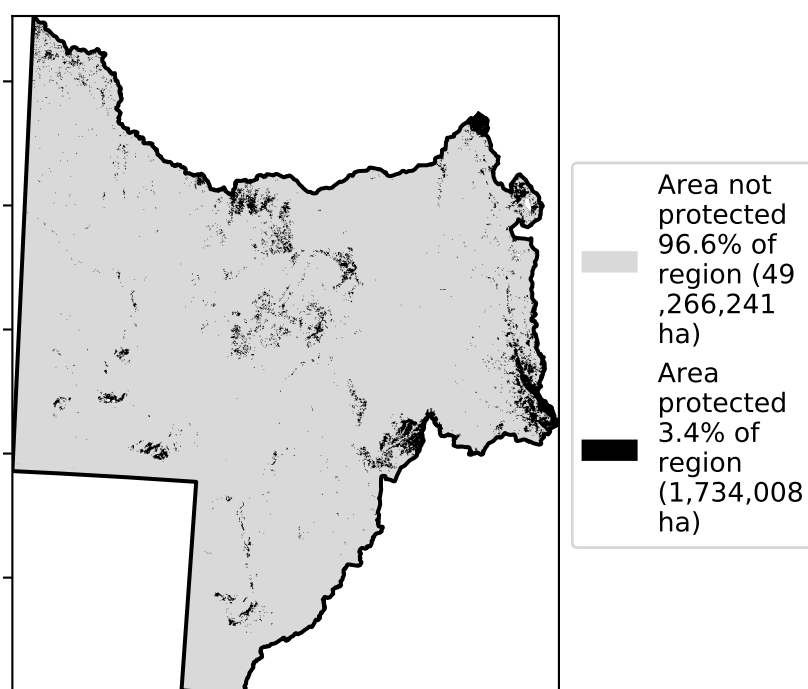 Area not
protected
96.6% of
region (49
,266,241
ha)
Area
protected
3.4% of
region
(1,734,008
ha)